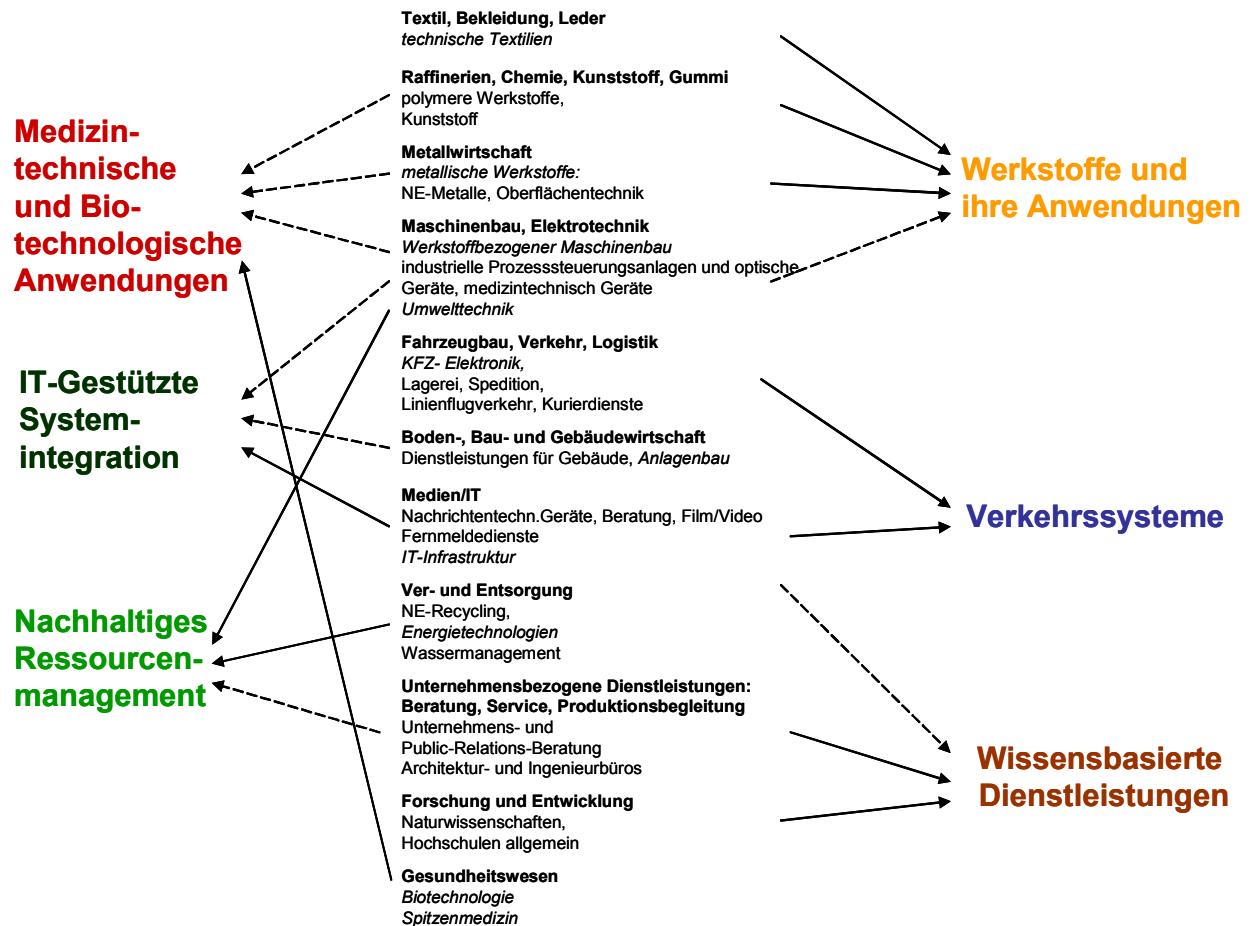 Medizin-
technische
und Bio-
technologische
Anwendungen
IT-Gestützte
System-
integration
Nachhaltiges
Ressourcen-
management
Textil, Bekleidung, Leder
technische Textilien
Raffinerien, Chemie, Kunststoff, Gummi
polymere Werkstoffe,
Kunststoff
Metallwirtschaft
metallische Werkstoffe:
NE-Metalle, Oberflächentechnik
Maschinenbau, Elektrotechnik
Werkstoffbezogener Maschinenbau
industrielle Prozesssteuerungsanlagen und optische
Geräte, medizintechnisch Geräte
Umwelttechnik
Fahrzeugbau, Verkehr, Logistik
KFZ- Elektronik,
Lagerei, Spedition,
Linienflugverkehr, Kurierdienste
Boden-, Bau- und Gebäudewirtschaft
Dienstleistungen für Gebäude, Anlagenbau
Medien/IT
Nachrichtentechn.Geräte, Beratung, Film/Video
Fernmeldedienste
IT-Infrastruktur
Ver- und Entsorgung
NE-Recycling,
Energietechnologien
Wassermanagement
Unternehmensbezogene Dienstleistungen:
Beratung, Service, Produktionsbegleitung
Unternehmens- und
Public-Relations-Beratung
Architektur- und Ingenieurbüros
Forschung und Entwicklung
Naturwissenschaften,
Hochschulen allgemein
Gesundheitswesen
Biotechnologie
Spitzenmedizin
Werkstoffe und
ihre Anwendungen
Verkehrssysteme
Wissensbasierte
Dienstleistungen